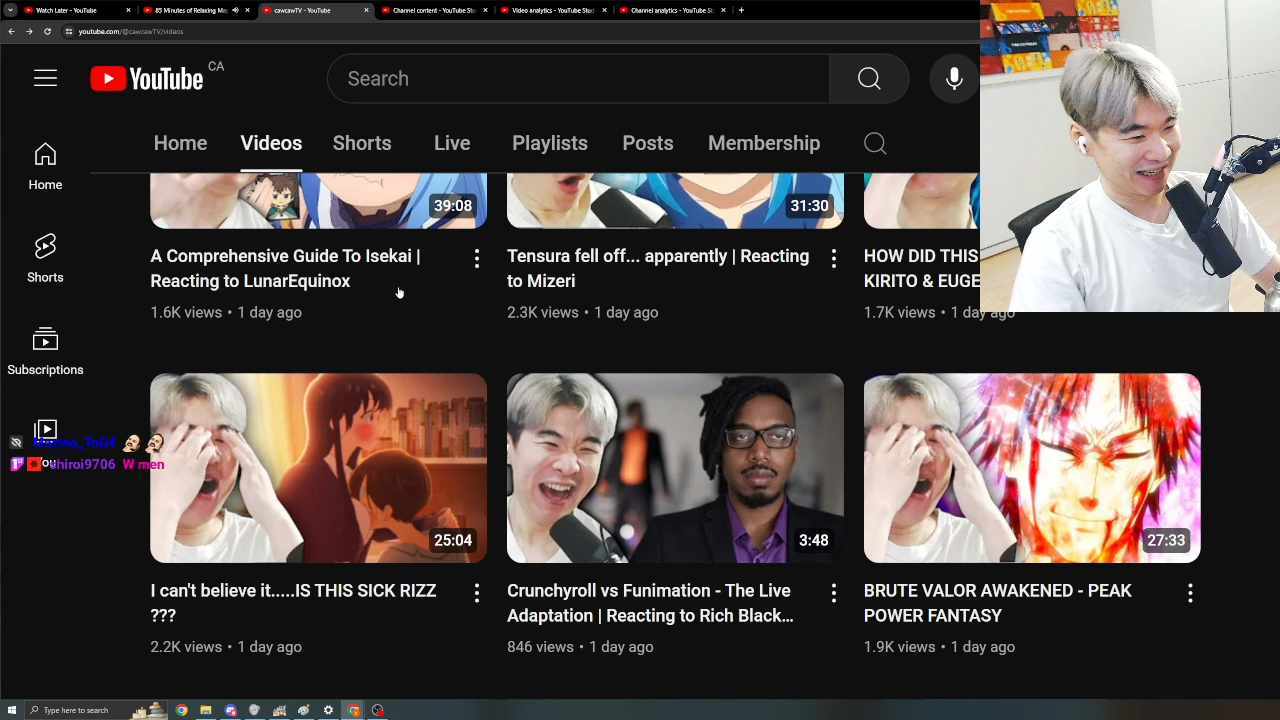 Watch Later - YouTube
85 Minutes of Relaxing Ma
cawcawTV - YouTube
Channel content - YouTube Stu
Video analytics - YouTube Stud
Channel analytics - YouTube St
youtube.com/@cawcawTV/videos
YouTube
CA
Search
Home
Videos
Shorts
Live
Playlists
Posts
Membership
Home
Shorts
Subscriptions
39:08
31:30
A Comprehensive Guide To Isekai |
Reacting to LunarEquinox
1.6K views • 1 day ago
Tensura fell off... apparently | Reacting
to Mizeri
2.3K views • 1 day ago
HOW DID THIS
KIRITO & EUGE
1.7K views • 1 day ago
W men
25:04
3:48
27:33
I can't believe it.....IS THIS SICK RIZZ
???
2.2K views • 1 day ago
Crunchyroll vs Funimation - The Live
Adaptation | Reacting to Rich Black...
846 views • 1 day ago
BRUTE VALOR AWAKENED - PEAK
POWER FANTASY
1.9K views • 1 day ago
Type here to search